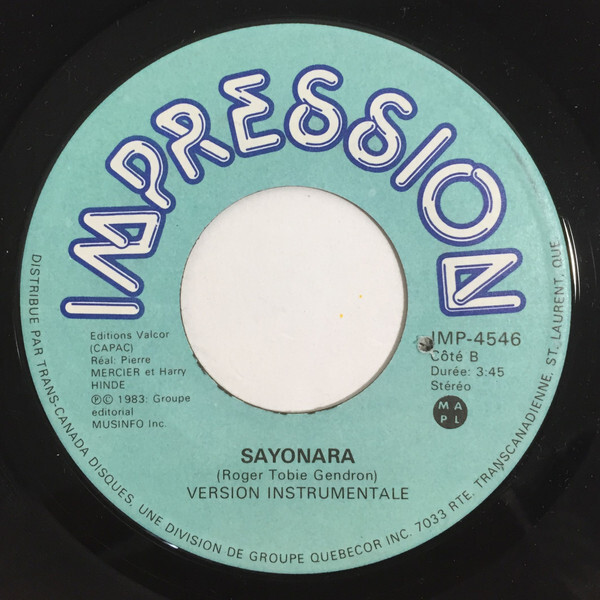 IMPRESSION
Editions Valcor
(CAPAC)
Réal: Pierre
MERCIER et Harry
HINDE
Ⓟ© 1983: Groupe
editorial
MUSINFO Inc.
IMP-4546
Côté B
Durée: 3:45
Stéréo
M A
P L
SAYONARA
(Roger Tobie Gendron)
VERSION INSTRUMENTALE
DISTRIBUE PAR TRANS-CANADA DISQUES, UNE DIVISION DE GROUPE QUEBECOR INC. 7033 RTE. TRANSCANADIENNE, ST. LAURENT, QUE